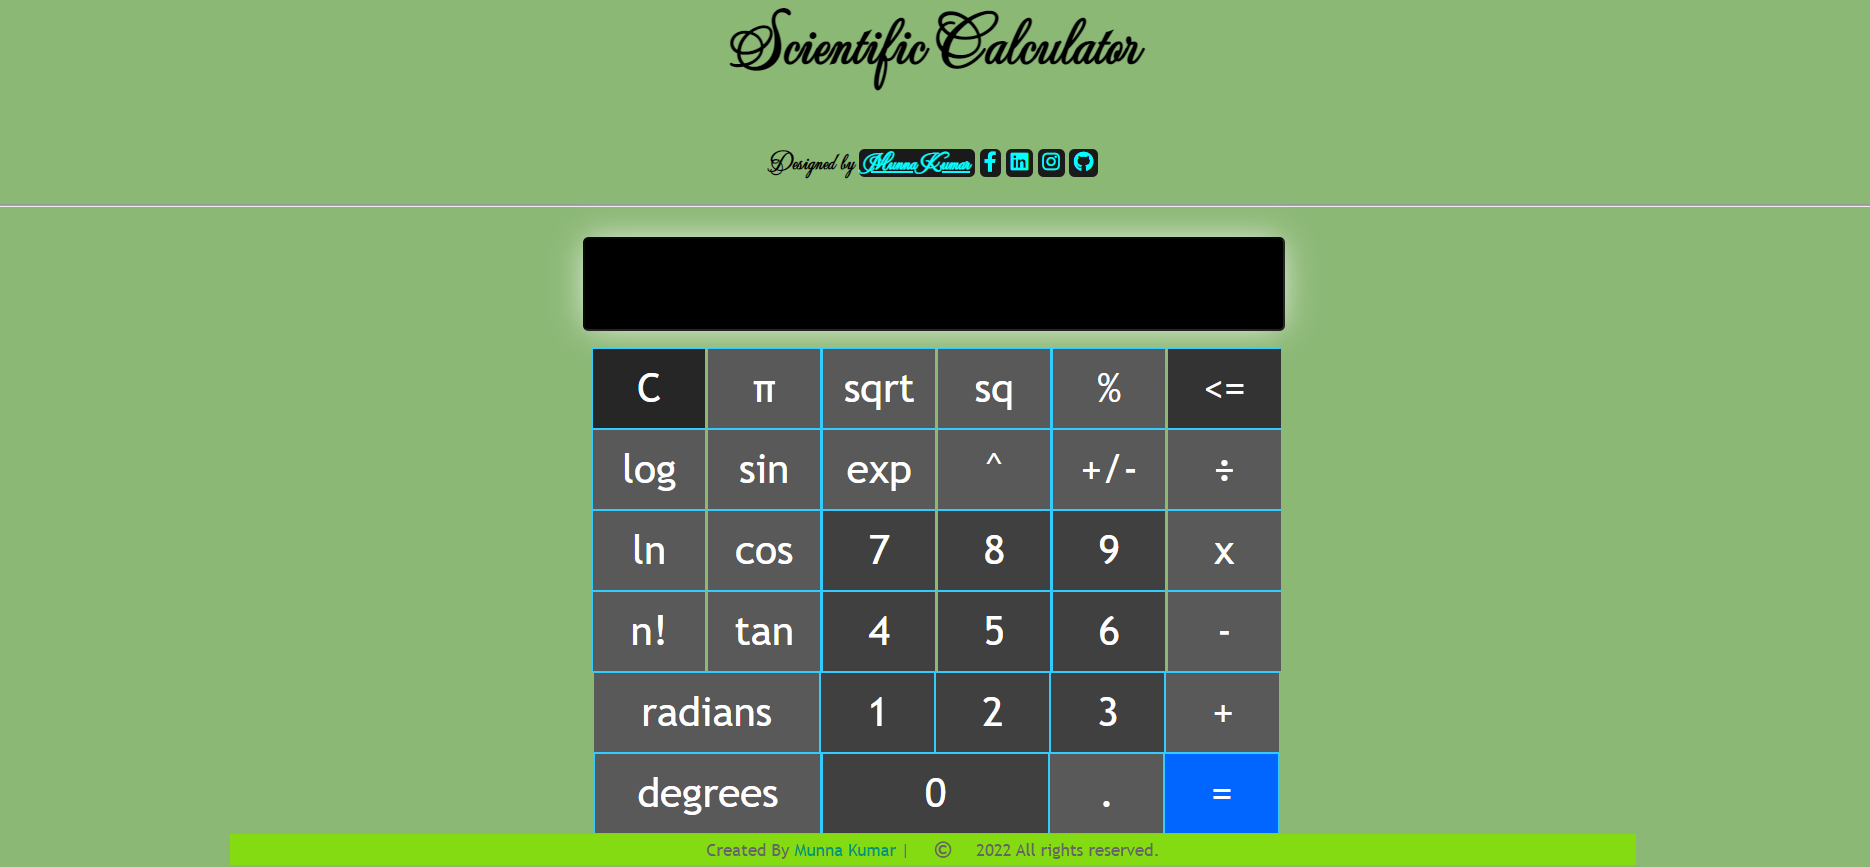 Scientific Calculator
Designed by Munna Kumar
C π sqrt sq % <=
log sin exp ^ +/- ÷
ln cos 7 8 9 x
n! tan 4 5 6 -
radians 1 2 3 +
degrees 0 . =
Created By Munna Kumar | © 2022 All rights reserved.